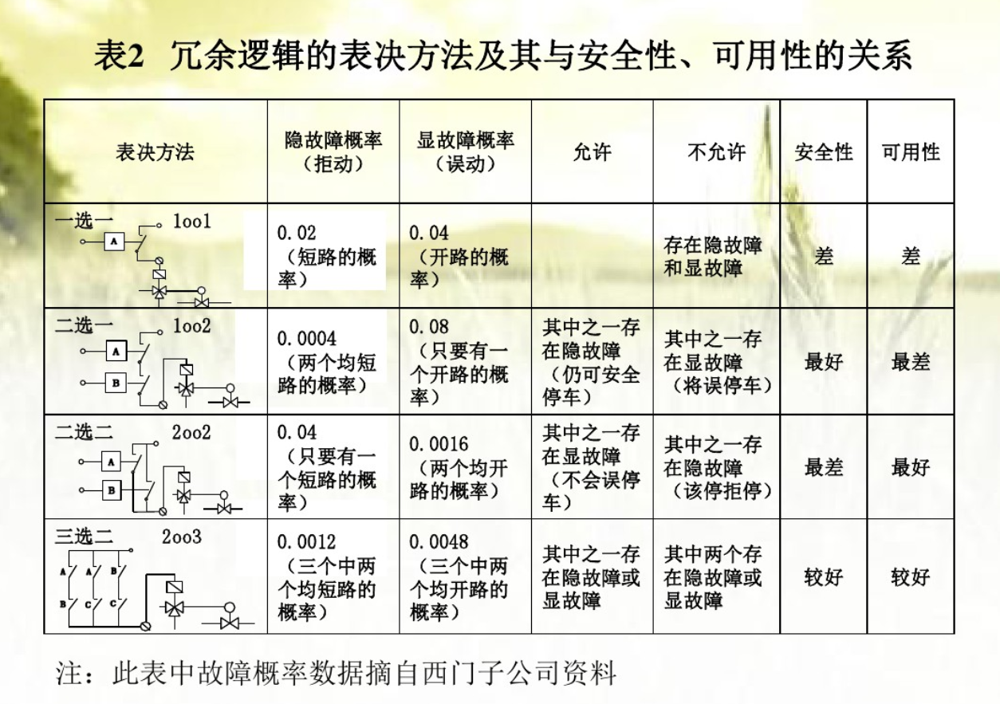 表2 冗余逻辑的表决方法及其与安全性、可用性的关系
表决方法
隐故障概率
（拒动）
显故障概率
（误动）
允许
不允许
安全性
可用性
一选一 1oo1
A
0.02
（短路的概
率）
0.04
（开路的概
率）
存在隐故障
和显故障
差
差
二选一 1oo2
A
B
0.0004
（两个均短
路的概率）
0.08
（只要有一
个开路的概
率）
其中之一存
在隐故障
（仍可安全
停车）
其中之一存
在显故障
（将误停车）
最好
最差
二选二 2oo2
A
B
0.04
（只要有一
个短路的概
率）
0.0016
（两个均开
路的概率）
其中之一存
在显故障
（不会误停
车）
其中之一存
在隐故障
（该停拒停）
最差
最好
三选二 2oo3
A A B
B C C
0.0012
（三个中两
个均短路的
概率）
0.0048
（三个中两
个均开路的
概率）
其中之一存
在隐故障或
显故障
其中两个存
在隐故障或
显故障
较好
较好
注：此表中故障概率数据摘自西门子公司资料